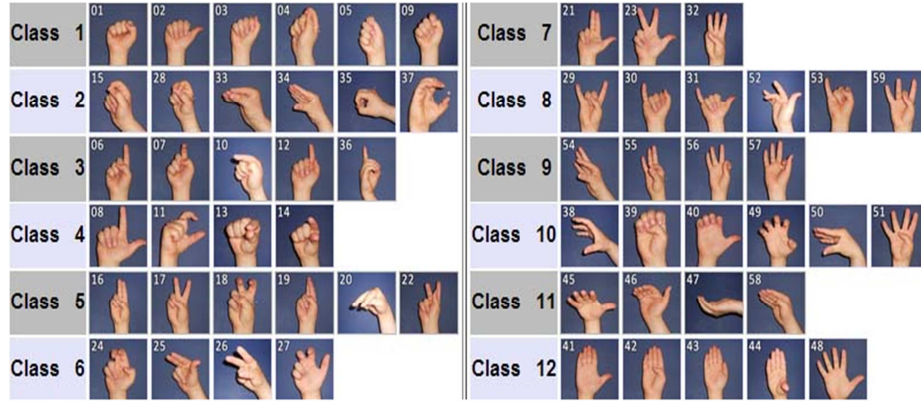 Class 1 01 02 03 04 05 09
Class 2 15 28 33 34 35 37
Class 3 06 07 10 12 36
Class 4 08 11 13 14
Class 5 16 17 18 19 20 22
Class 6 24 25 26 27
Class 7 21 23 32
Class 8 29 30 31 52 53 59
Class 9 54 55 56 57
Class 10 38 39 40 49 50 51
Class 11 45 46 47 58
Class 12 41 42 43 44 48